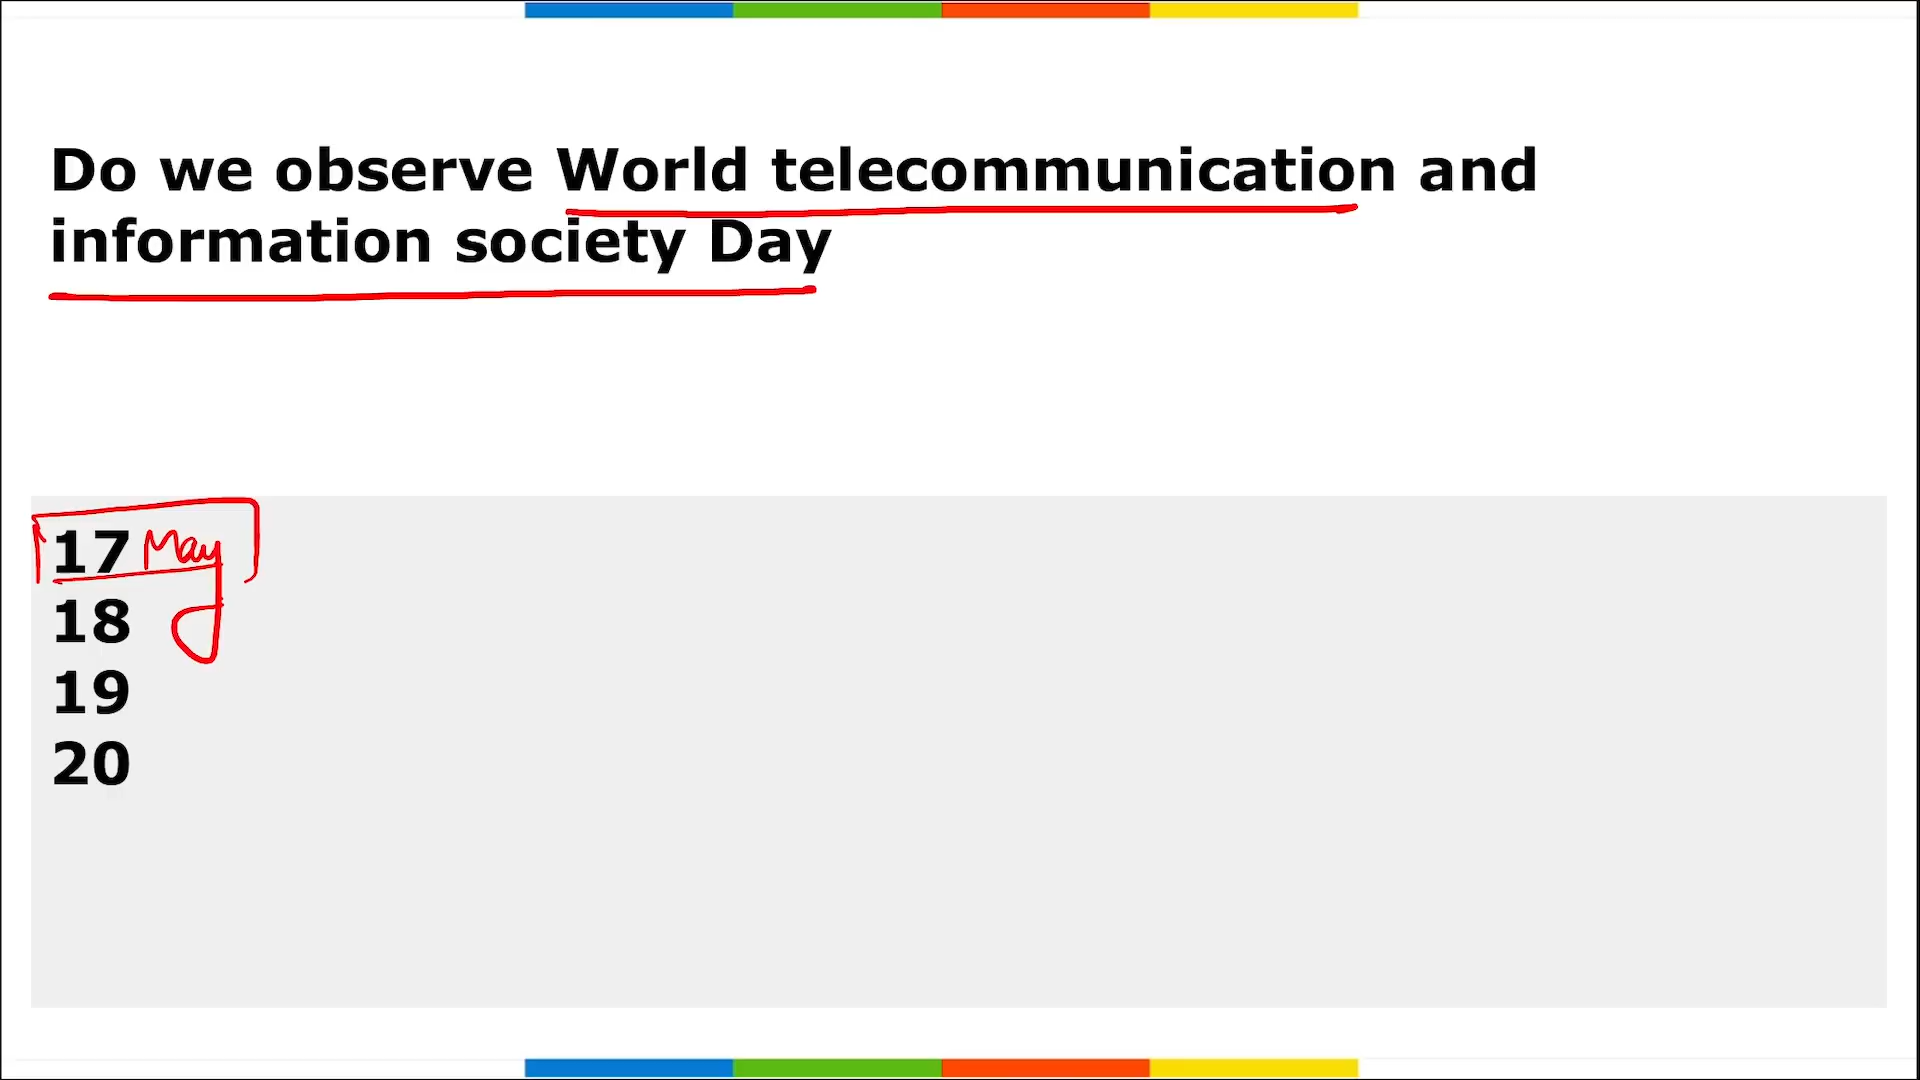 Do we observe World telecommunication and
information society Day
17 May
18
19
20